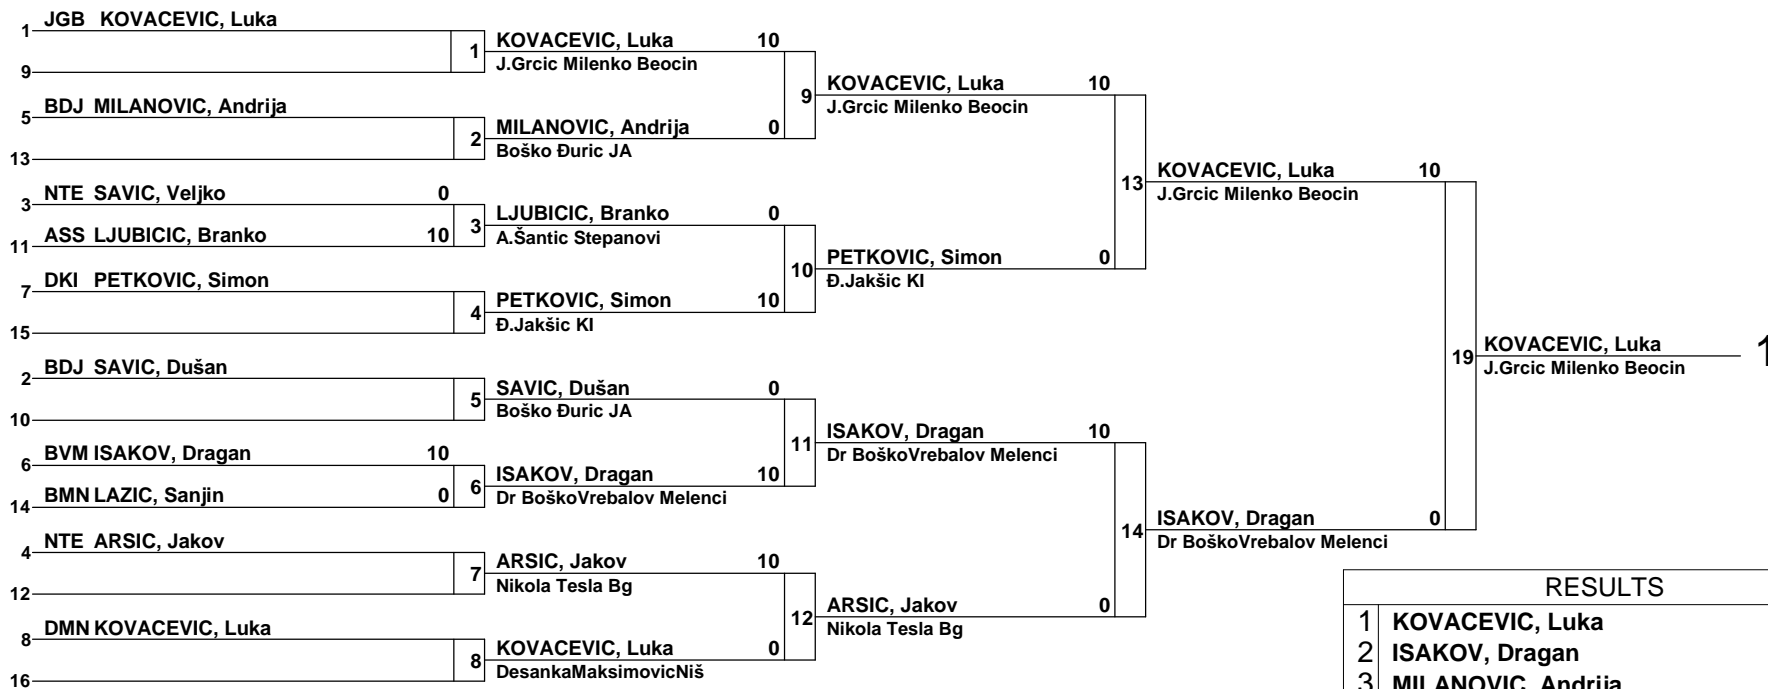 1 JGB KOVACEVIC, Luka
9
1
5 BDJ MILANOVIC, Andrija
13
2
3 NTE SAVIC, Veljko 0
11 ASS LJUBICIC, Branko 10
3
7 DKI PETKOVIC, Simon
15
4
2 BDJ SAVIC, Dušan
10
5
6 BVM ISAKOV, Dragan 10
14 BMN LAZIC, Sanjin 0
6
4 NTE ARSIC, Jakov
12
7
8 DMN KOVACEVIC, Luka
16
8
KOVACEVIC, Luka 10
J.Grcic Milenko Beocin
9
MILANOVIC, Andrija 0
Boško Đuric JA
LJUBICIC, Branko 0
A.Šantic Stepanovi
10
PETKOVIC, Simon 10
Đ.Jakšic KI
SAVIC, Dušan 0
Boško Đuric JA
11
ISAKOV, Dragan 10
Dr BoškoVrebalov Melenci
ARSIC, Jakov 10
Nikola Tesla Bg
12
KOVACEVIC, Luka 0
DesankaMaksimovicNiš
KOVACEVIC, Luka 10
J.Grcic Milenko Beocin
13
PETKOVIC, Simon 0
Đ.Jakšic KI
ISAKOV, Dragan 10
Dr BoškoVrebalov Melenci
14
ARSIC, Jakov 0
Nikola Tesla Bg
KOVACEVIC, Luka 10
J.Grcic Milenko Beocin
19
ISAKOV, Dragan 0
Dr BoškoVrebalov Melenci
KOVACEVIC, Luka 1
J.Grcic Milenko Beocin
RESULTS
1 KOVACEVIC, Luka
2 ISAKOV, Dragan
3 MILANOVIC, Andrija